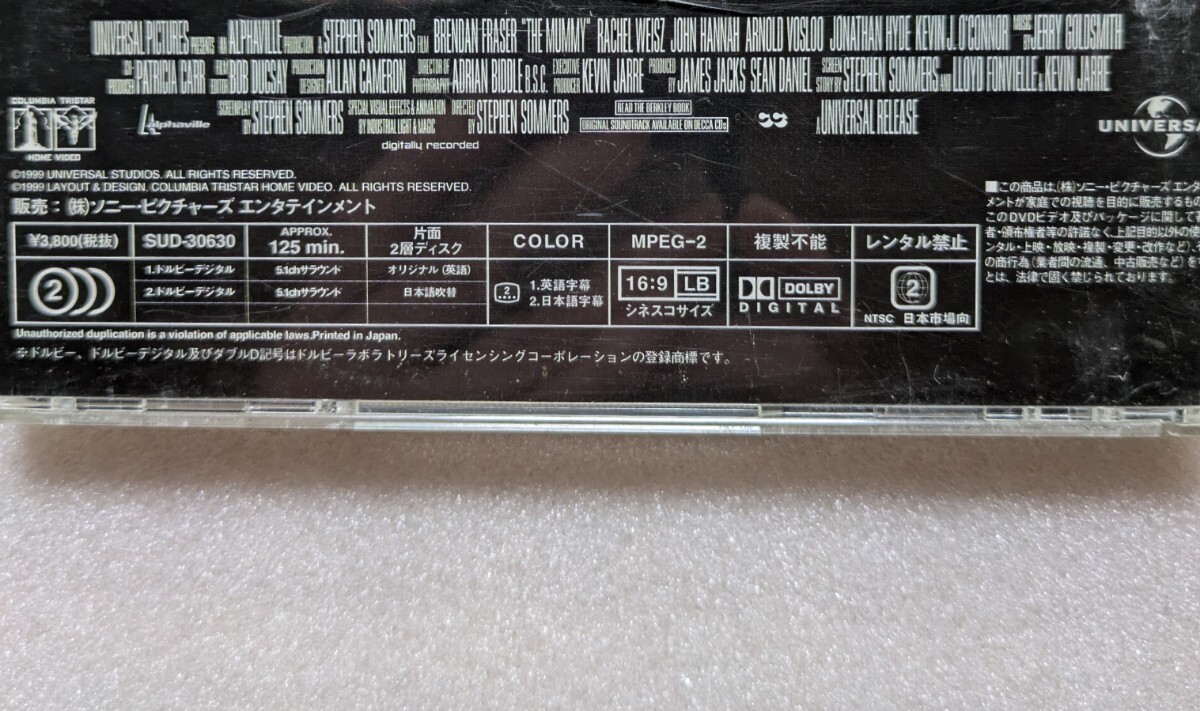 UNIVERSAL PICTURES PRESENTS AN ALPHAVILLE PRODUCTION A STEPHEN SOMMERS FILM BRENDAN FRASER "THE MUMMY" RACHEL WEISZ JOHN HANNAH ARNOLD VOSLOO JONATHAN HYDE KEVIN J. O'CONNOR MUSIC BY JERRY GOLDSMITH
CO PRODUCER PATRICIA CARR EDITOR BOB DUCSAY PRODUCTION DESIGNER ALLAN CAMERON DIRECTOR OF PHOTOGRAPHY ADRIAN BIDDLE B.S.C. EXECUTIVE PRODUCER KEVIN JARRE PRODUCED BY JAMES JACKS SEAN DANIEL SCREEN STORY BY STEPHEN SOMMERS AND LLOYD FONVIELLE & KEVIN JARRE
SCREENPLAY BY STEPHEN SOMMERS SPECIAL VISUAL EFFECTS & ANIMATION BY INDUSTRIAL LIGHT & MAGIC DIRECTED BY STEPHEN SOMMERS READ THE BERKLEY BOOK ORIGINAL SOUNDTRACK AVAILABLE ON DECCA CDs A UNIVERSAL RELEASE
COLUMBIA TRISTAR
HOME VIDEO
Alphaville
digitally recorded
UNIVERSA
©1999 UNIVERSAL STUDIOS. ALL RIGHTS RESERVED.
©1999 LAYOUT & DESIGN, COLUMBIA TRISTAR HOME VIDEO. ALL RIGHTS RESERVED.
販売:(株)ソニー・ピクチャーズ エンタテインメント
¥3,800(税抜) SUD-30630 APPROX. 125 min. 片面 2層ディスク COLOR MPEG-2 複製不能 レンタル禁止
2 1.ドルビーデジタル 5.1chサラウンド オリジナル(英語)
2.ドルビーデジタル 5.1chサラウンド 日本語吹替
2 1.英語字幕
2.日本語字幕
16:9 LB
シネスコサイズ
DOLBY
DIGITAL
2
NTSC 日本市場向
■この商品は、(株)ソニー・ピクチャーズ エンタ
メントが家庭での視聴を目的に販売するもの
このDVDビデオ及びパッケージに関して
者・頒布権者等の許諾なく、上記目的以外の使
ンタル・上映・放映・複製・変更・改作など)、
の商行為(業者間の流通、中古販売など)をす
とは、法律で固く禁じられております。
Unauthorized duplication is a violation of applicable laws.Printed in Japan.
※ドルビー、ドルビーデジタル及びダブルD記号はドルビーラボラトリーズライセンシングコーポレーションの登録商標です。